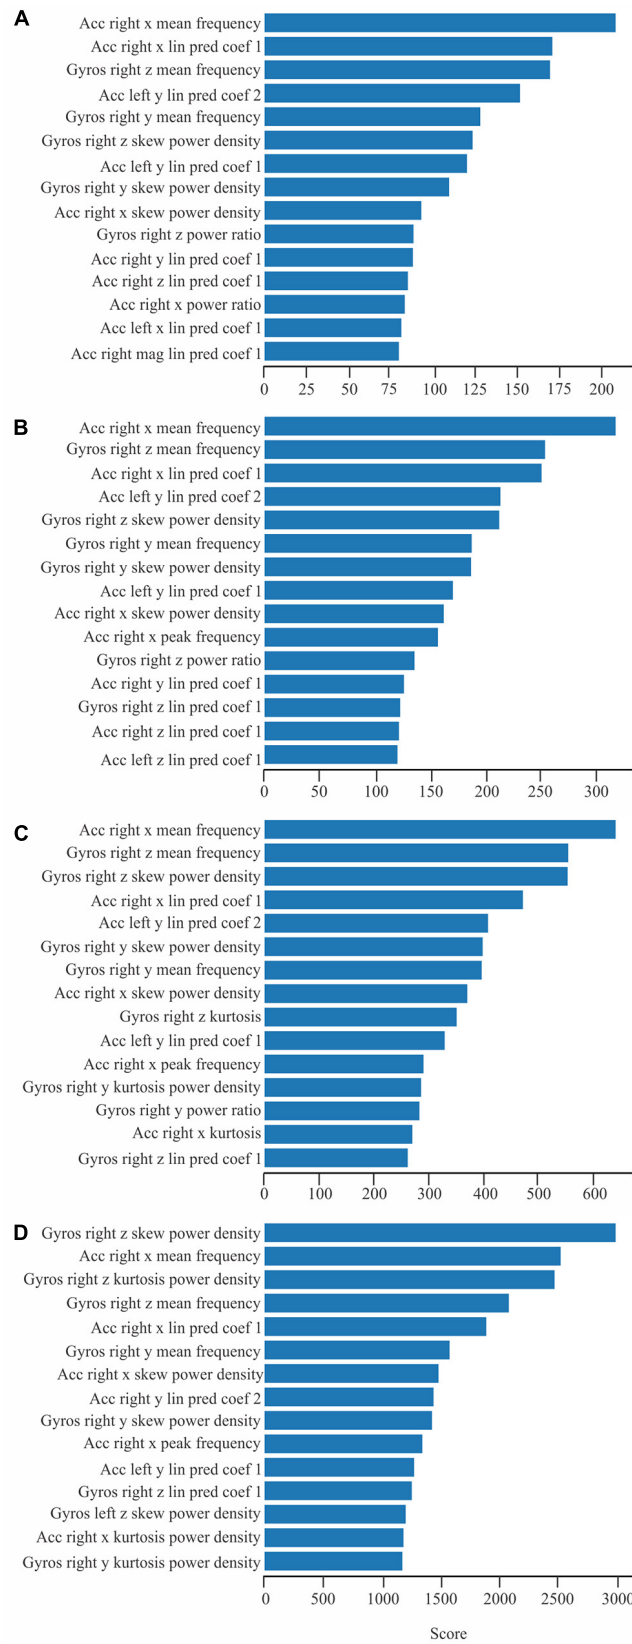 A
Acc right x mean frequency
Acc right x lin pred coef 1
Gyros right z mean frequency
Acc left y lin pred coef 2
Gyros right y mean frequency
Gyros right z skew power density
Acc left y lin pred coef 1
Gyros right y skew power density
Acc right x skew power density
Gyros right z power ratio
Acc right y lin pred coef 1
Acc right z lin pred coef 1
Acc right x power ratio
Acc left x lin pred coef 1
Acc right mag lin pred coef 1
0 25 50 75 100 125 150 175 200
B
Acc right x mean frequency
Gyros right z mean frequency
Acc right x lin pred coef 1
Acc left y lin pred coef 2
Gyros right z skew power density
Gyros right y mean frequency
Gyros right y skew power density
Acc left y lin pred coef 1
Acc right x skew power density
Acc right x peak frequency
Gyros right z power ratio
Acc right y lin pred coef 1
Gyros right z lin pred coef 1
Acc right z lin pred coef 1
Acc left z lin pred coef 1
0 50 100 150 200 250 300
C
Acc right x mean frequency
Gyros right z mean frequency
Gyros right z skew power density
Acc right x lin pred coef 1
Acc left y lin pred coef 2
Gyros right y skew power density
Gyros right y mean frequency
Acc right x skew power density
Gyros right z kurtosis
Acc left y lin pred coef 1
Acc right x peak frequency
Gyros right y kurtosis power density
Gyros right y power ratio
Acc right x kurtosis
Gyros right z lin pred coef 1
0 100 200 300 400 500 600
D
Gyros right z skew power density
Acc right x mean frequency
Gyros right z kurtosis power density
Gyros right z mean frequency
Acc right x lin pred coef 1
Gyros right y mean frequency
Acc right x skew power density
Acc right y lin pred coef 2
Gyros right y skew power density
Acc right x peak frequency
Acc left y lin pred coef 1
Gyros right z lin pred coef 1
Gyros left z skew power density
Acc right x kurtosis power density
Gyros right y kurtosis power density
0 500 1000 1500 2000 2500 3000
Score